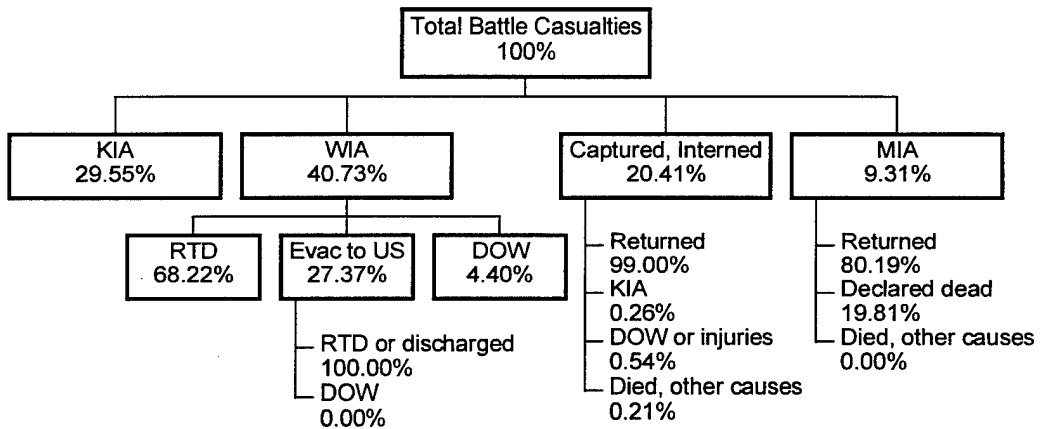 Total Battle Casualties
100%
KIA
29.55%
WIA
40.73%
Captured, Interned
20.41%
MIA
9.31%
RTD
68.22%
Evac to US
27.37%
DOW
4.40%
RTD or discharged
100.00%
DOW
0.00%
Returned
99.00%
KIA
0.26%
DOW or injuries
0.54%
Died, other causes
0.21%
Returned
80.19%
Declared dead
19.81%
Died, other causes
0.00%